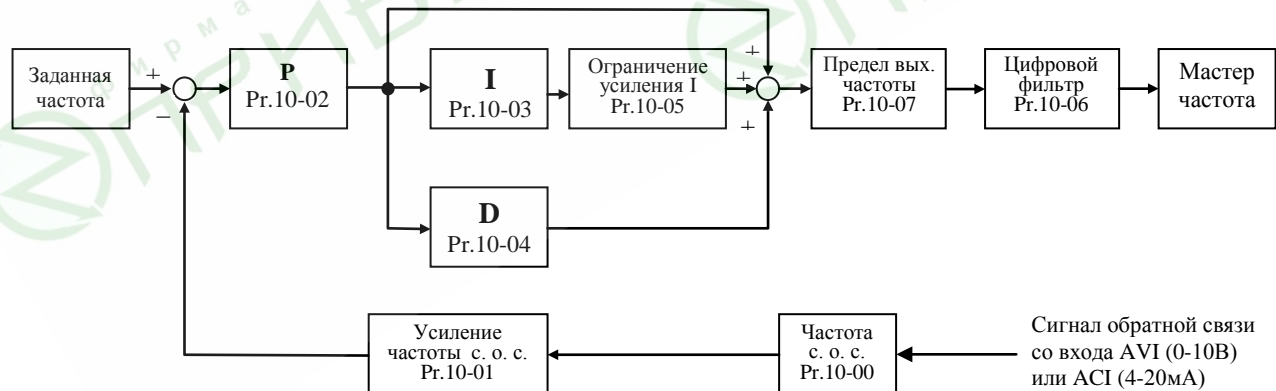 Заданная
частота
+
−
P
Pr.10-02
I
Pr.10-03
Ограничение
усиления I
Pr.10-05
D
Pr.10-04
+
+
+
Предел вых.
частоты
Pr.10-07
Цифровой
фильтр
Pr.10-06
Мастер
частота
Усиление
частоты с. о. с.
Pr.10-01
Частота
с. о. с.
Pr.10-00
Сигнал обратной связи
со входа AVI (0-10В)
или ACI (4-20мА)